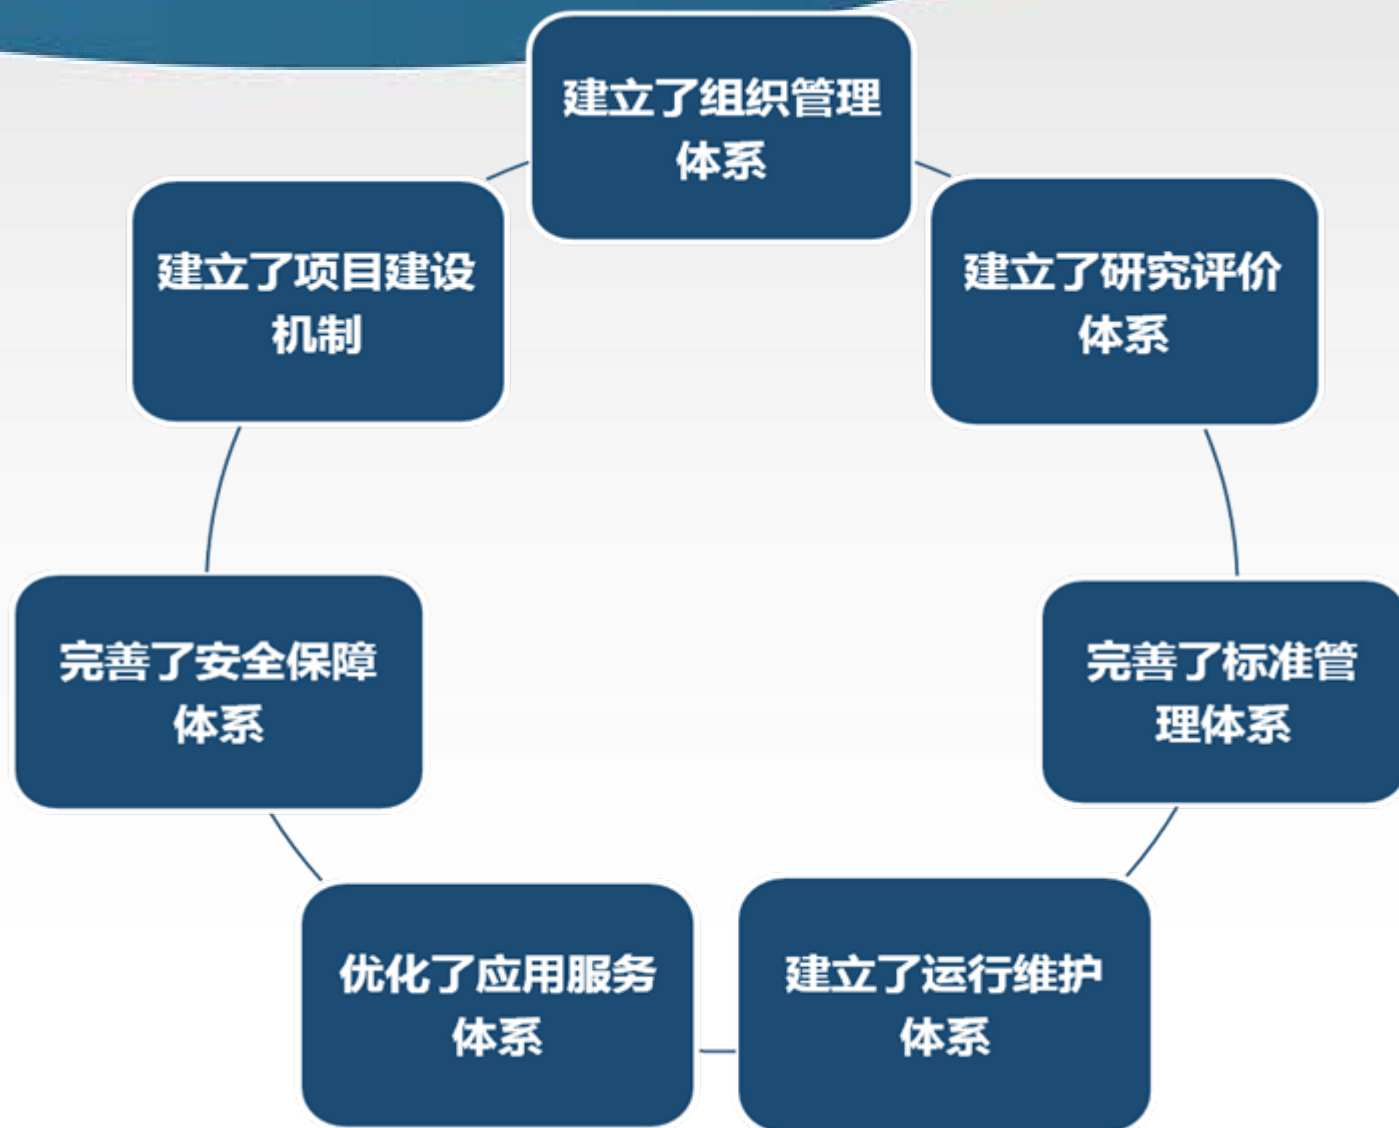 建立了组织管理
体系
建立了研究评价
体系
完善了标准管
理体系
建立了运行维护
体系
优化了应用服务
体系
完善了安全保障
体系
建立了项目建设
机制